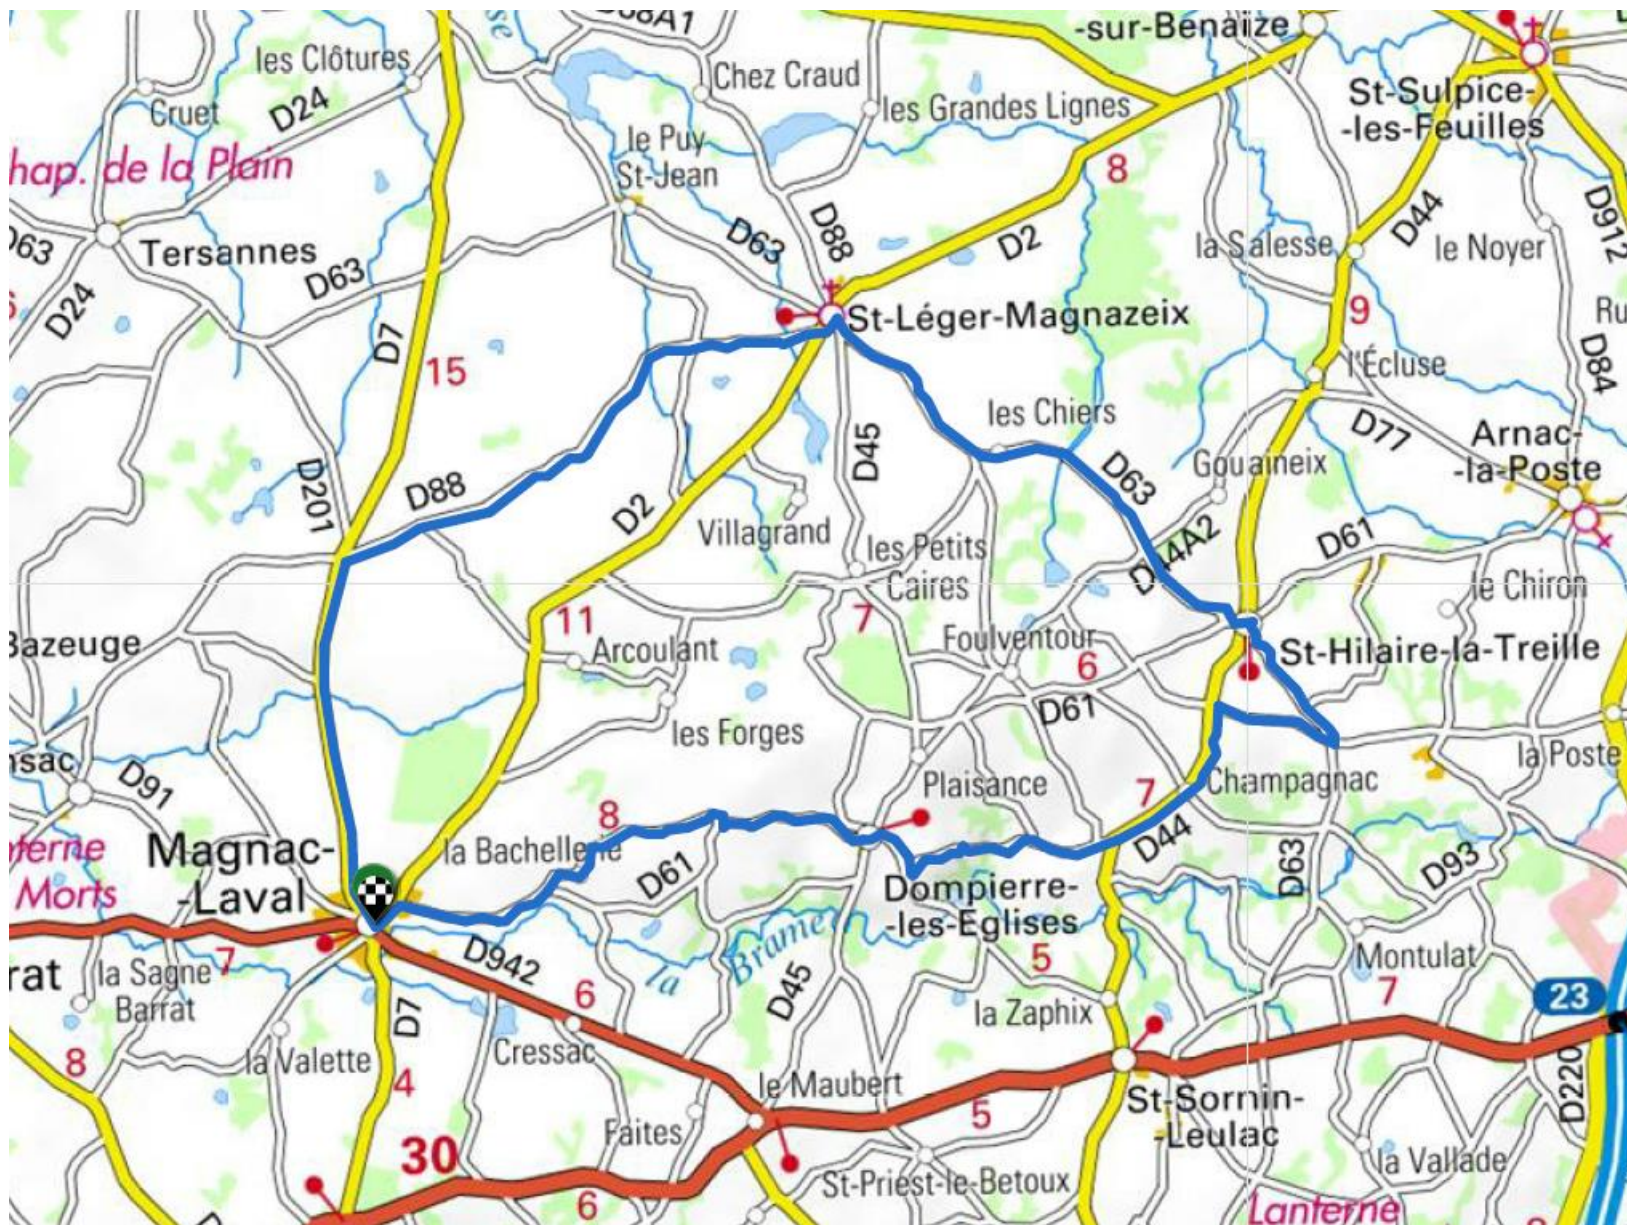 D68A1
-sur-Benaize
les Clôtures
Chez Craud
Cruet
D24
les Grandes Lignes
St-Sulpice-
-les-Feuilles
le Puy
St-Jean
hap. de la Plain
8
D88
D63
D44
D912
D63
Tersannes
D63
D2
la Salesse
le Noyer
D24
D7
15
St-Léger-Magnazeix
9
Ru
l'Écluse
D84
les Chiers
D77
Arnac-
-la-Poste
D45
D63
Gouaineix
D201
D88
D2
Villagrand
les Petits
Caires
D44A2
D61
le Chiron
11
7
Bazeuge
Arcoulant
Foulventour
6
St-Hilaire-la-Treille
D61
les Forges
nsac
D91
Plaisance
7
Champagnac
la Poste
8
Magnac-
-Laval
la Bachellerie
nterne
Morts
D61
D44
D63
D93
Dompierre-
-les-Eglises
7
rat
la Sagne
Barrat
D942
6
la Briame
D45
5
la Zaphix
Montulat
7
23
D7
8
la Valette
4
Cressac
le Maubert
5
St-Sornin-
-Leulac
D220
30
Faites
6
St-Priest-le-Betoux
la Vallade
Lanterne